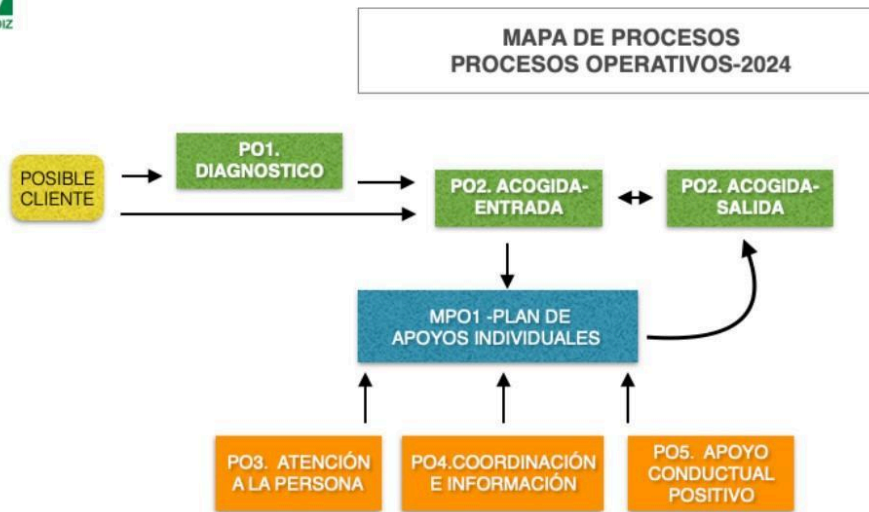 DIZ
MAPA DE PROCESOS
PROCESOS OPERATIVOS-2024
PO1.
DIAGNOSTICO
POSIBLE
CLIENTE
PO2. ACOGIDA-
ENTRADA
PO2. ACOGIDA-
SALIDA
MPO1 -PLAN DE
APOYOS INDIVIDUALES
PO3. ATENCIÓN
A LA PERSONA
PO4.COORDINACIÓN
E INFORMACIÓN
PO5. APOYO
CONDUCTUAL
POSITIVO